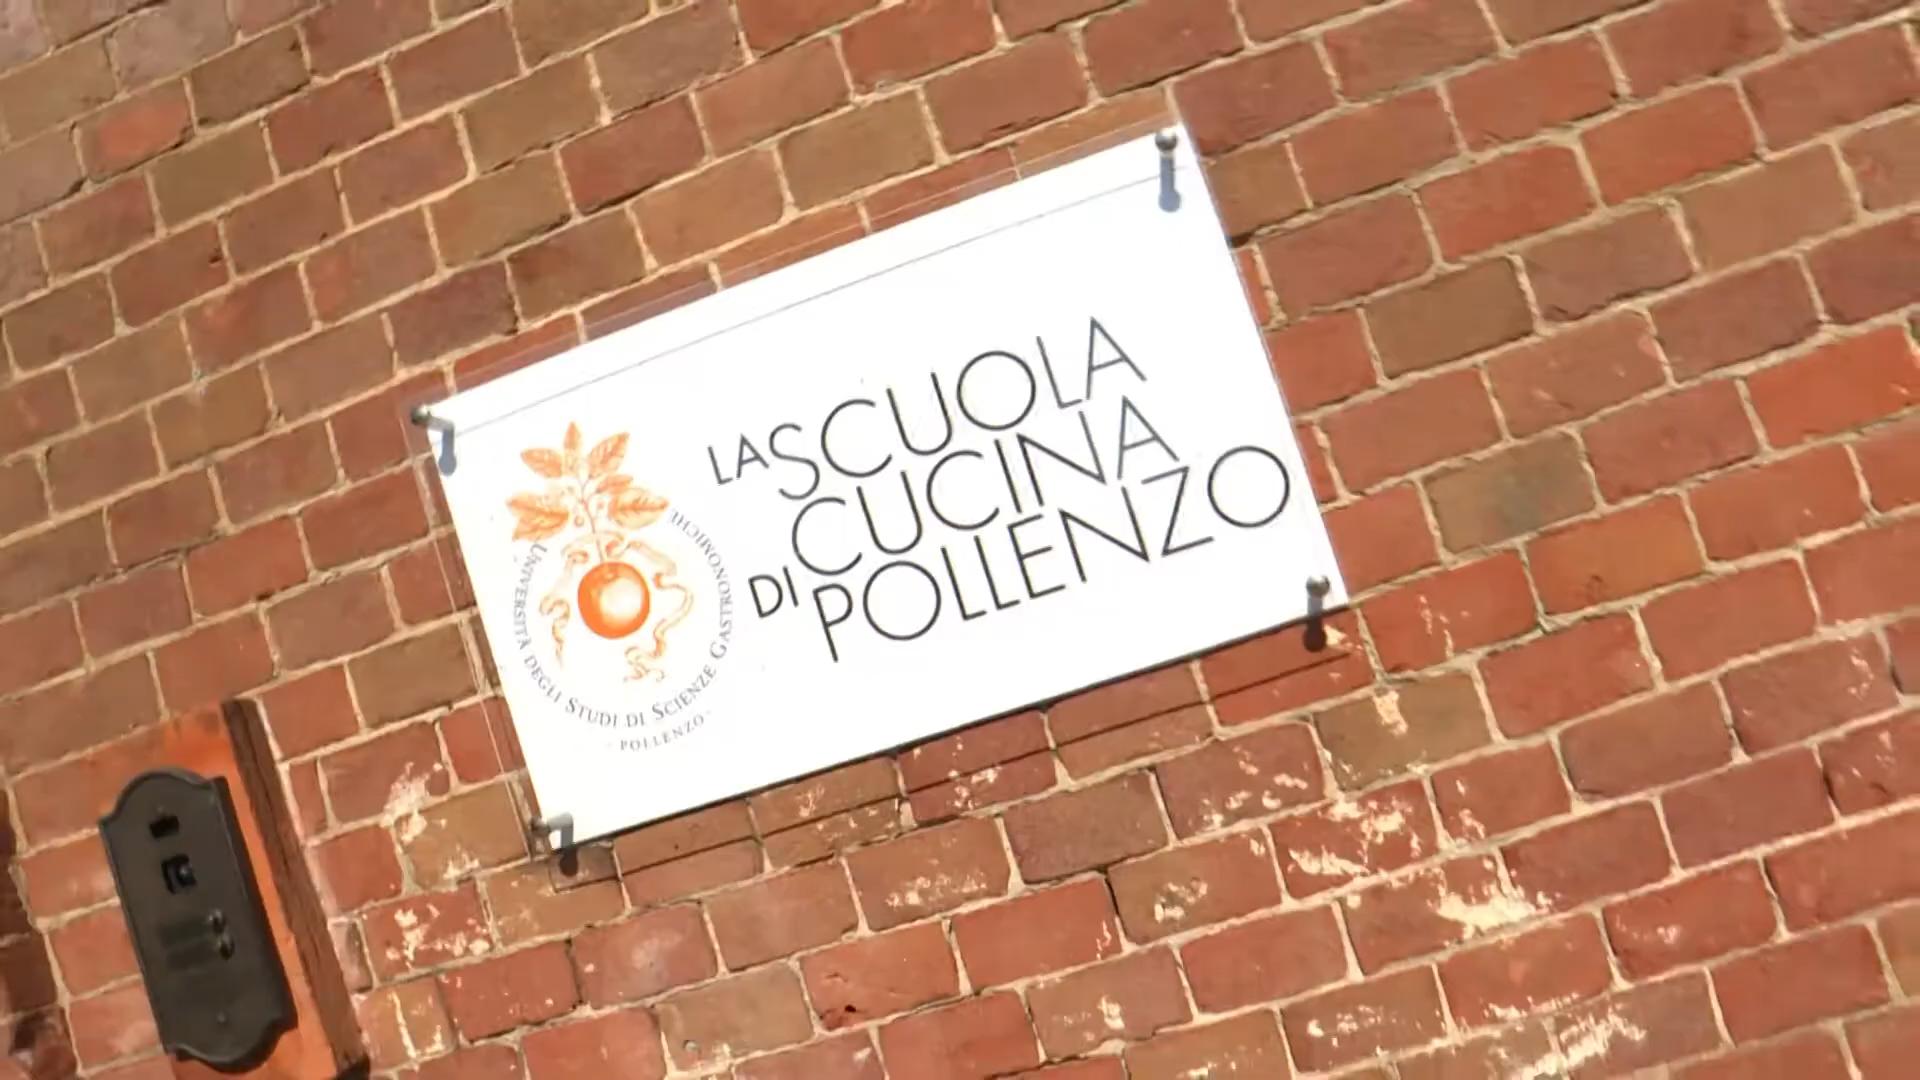 LA SCUOLA
CUCINA
DI POLLENZO
UNIVERSITÀ DEGLI STUDI DI SCIENZE GASTRONOMICHE
- POLLENZO -